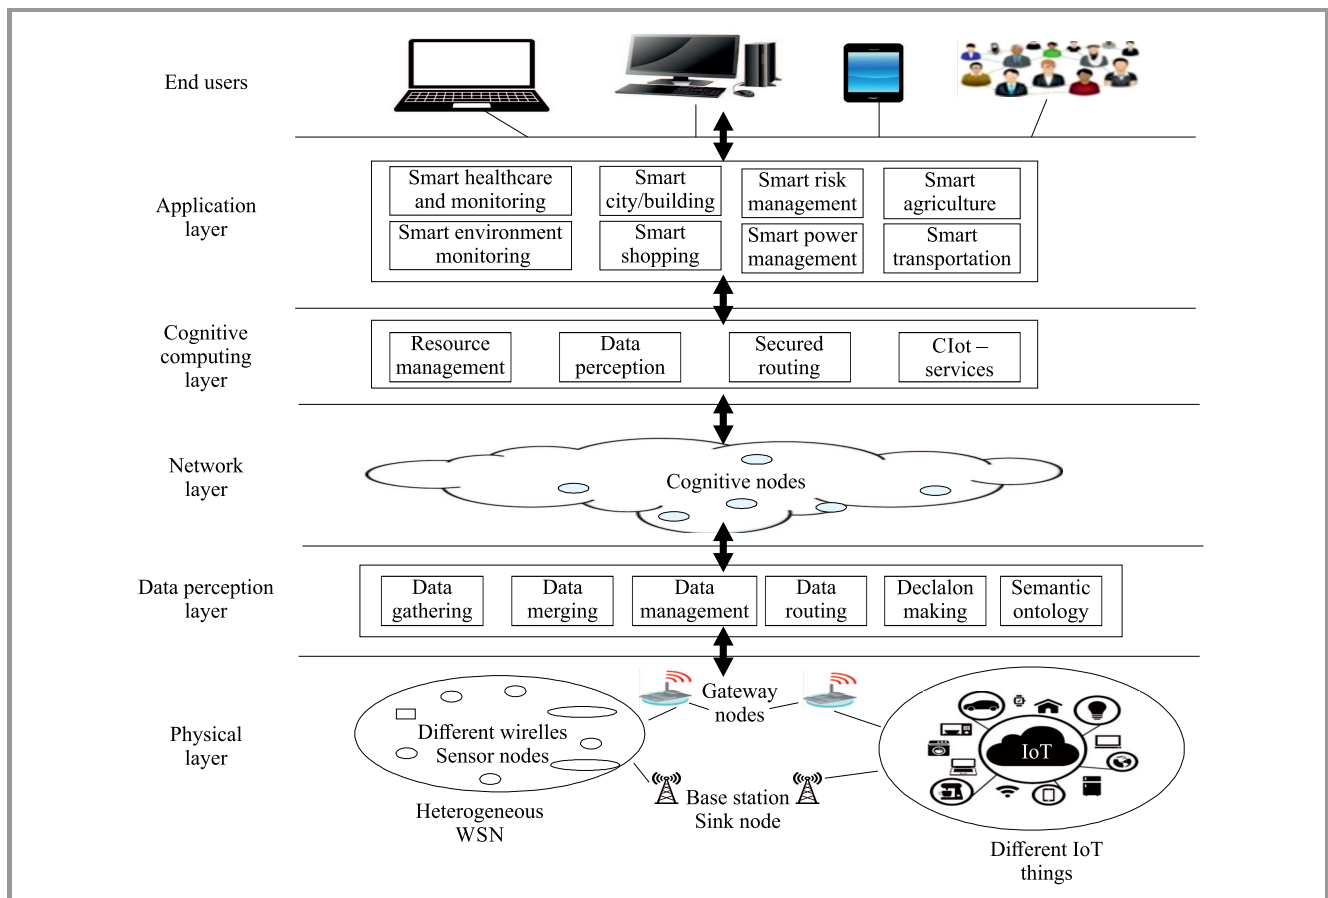 End users
Application
layer
Smart healthcare
and monitoring
Smart
city/building
Smart risk
management
Smart
agriculture
Smart environment
monitoring
Smart
shopping
Smart power
management
Smart
transportation
Cognitive
computing
layer
Resource
management
Data
perception
Secured
routing
CIot –
services
Network
layer
Cognitive nodes
Data perception
layer
Data
gathering
Data
merging
Data
management
Data
routing
Declalon
making
Semantic
ontology
Physical
layer
Different wirelles
Sensor nodes
Heterogeneous
WSN
Gateway
nodes
Base station
Sink node
IoT
Different IoT
things